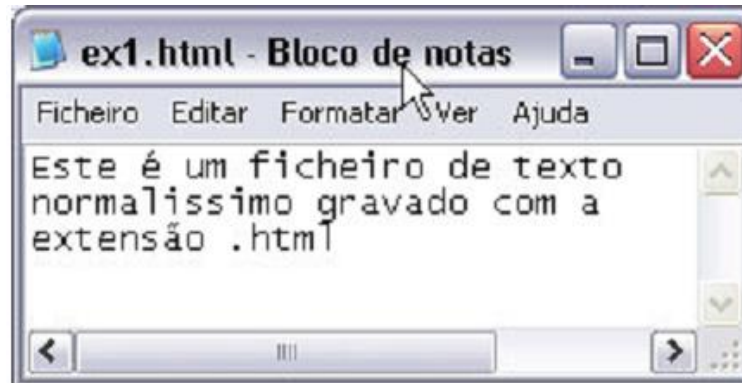 ex1.html - Bloco de notas
Ficheiro Editar Formatar Ver Ajuda
Este é um ficheiro de texto
normalissimo gravado com a
extensão .html